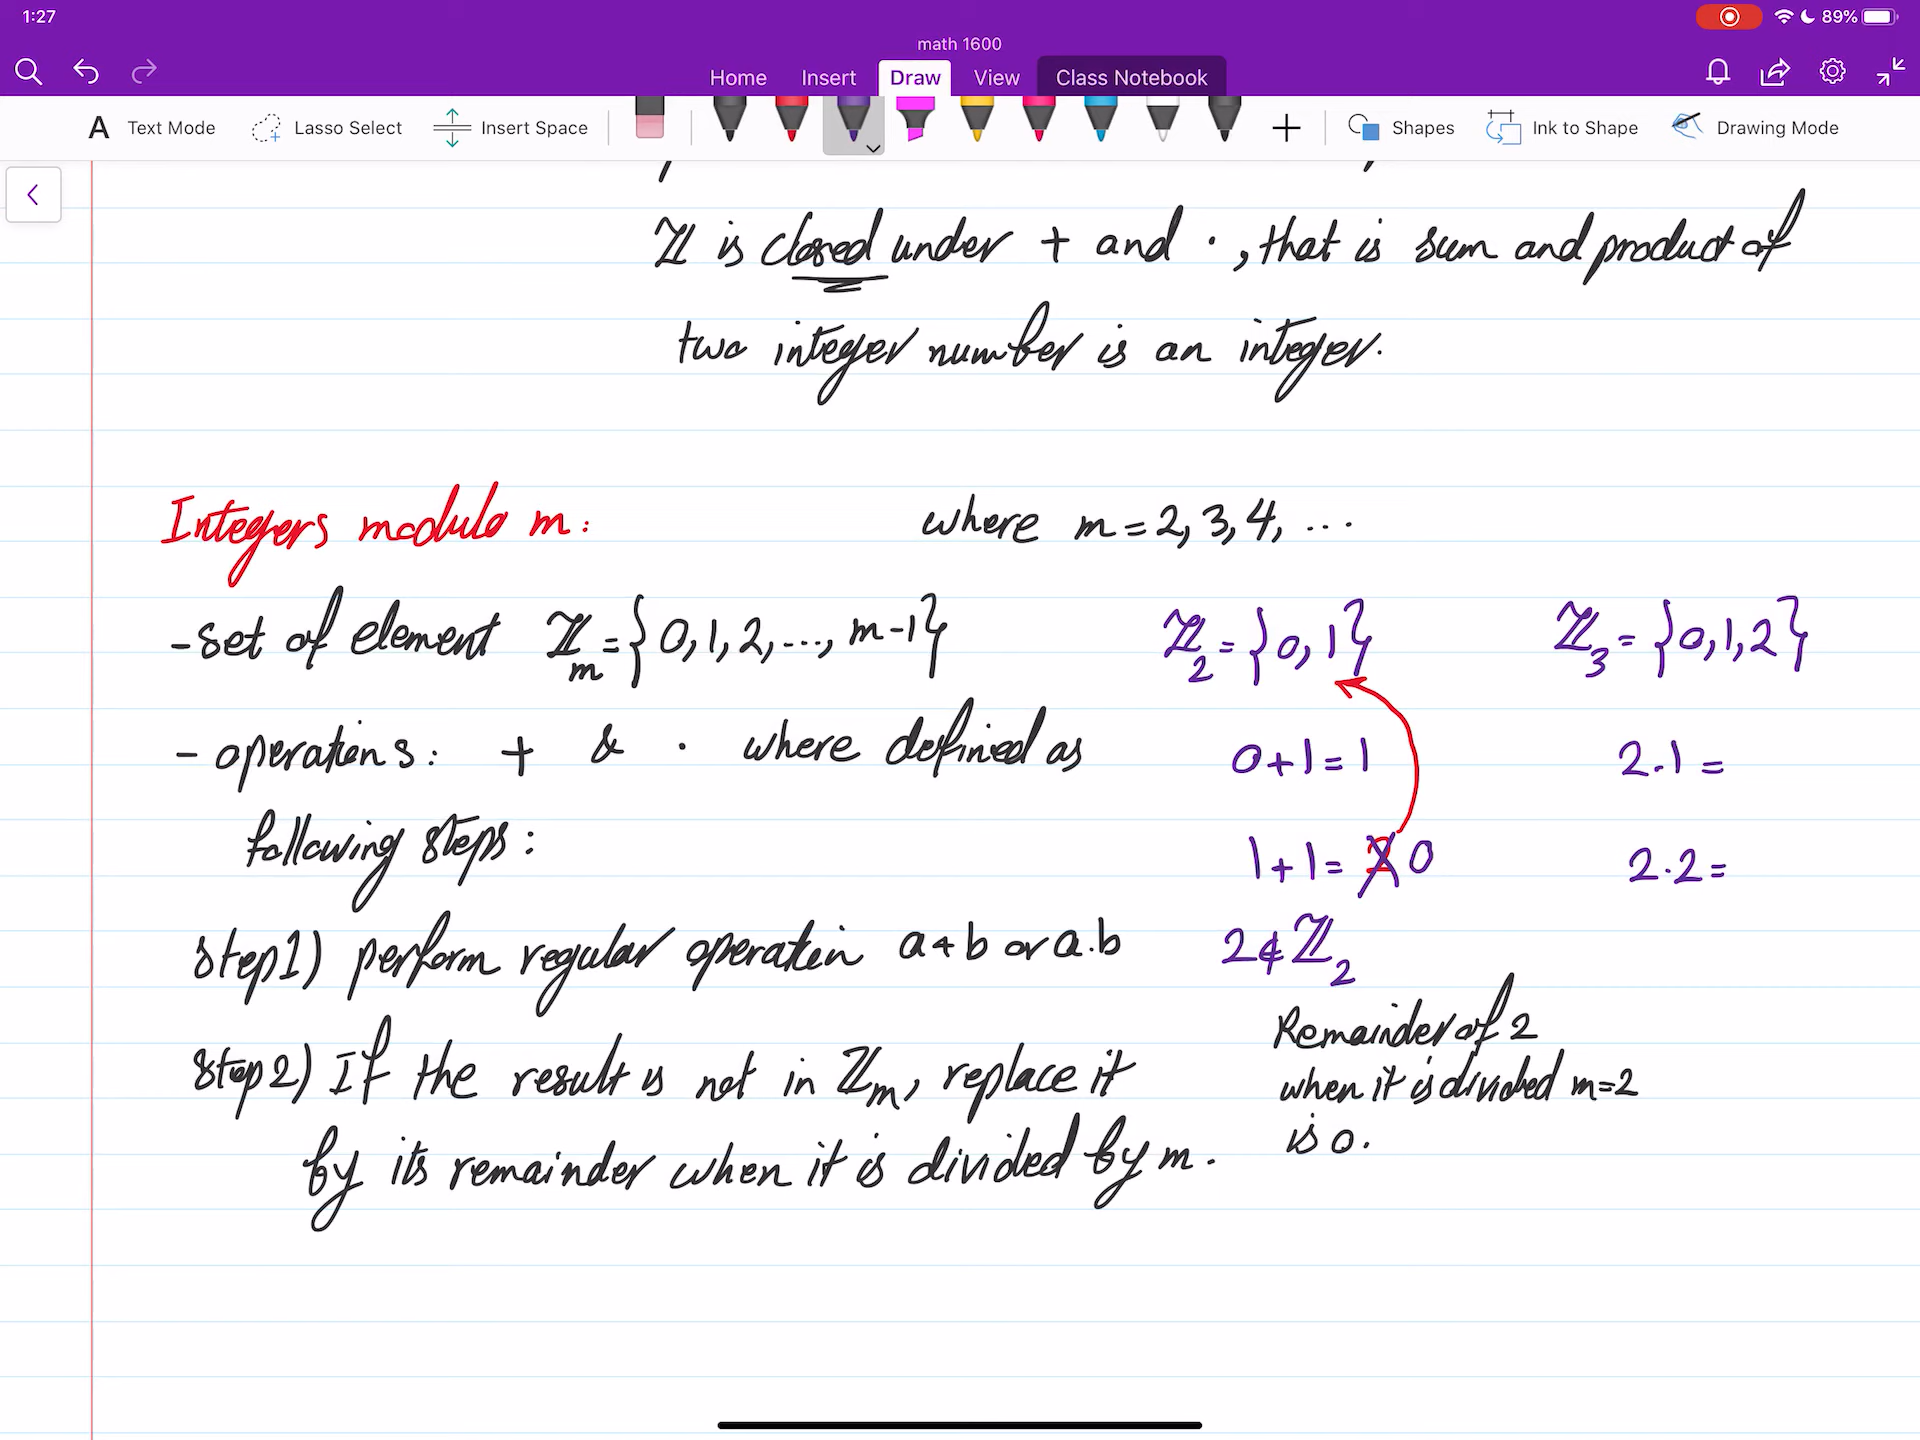 1:27
89%
math 1600
Home Insert Draw View Class Notebook
A Text Mode Lasso Select Insert Space Shapes Ink to Shape Drawing Mode
ℤ is closed under + and · , that is sum and product of
two integer number is an integer.
Integers modulo m: where m = 2, 3, 4, ...
- set of element ℤm = {0, 1, 2, ..., m-1} ℤ2 = {0, 1} ℤ3 = {0, 1, 2}
- operations: + & · where defined as 0+1=1 2.1=
following steps: 1+1= 2 0 2.2=
step1) perform regular operation a+b or a.b 2∉ℤ2
Remainder of 2
step2) If the result is not in ℤm, replace it when it is divided m=2
by its remainder when it is divided by m. is 0.